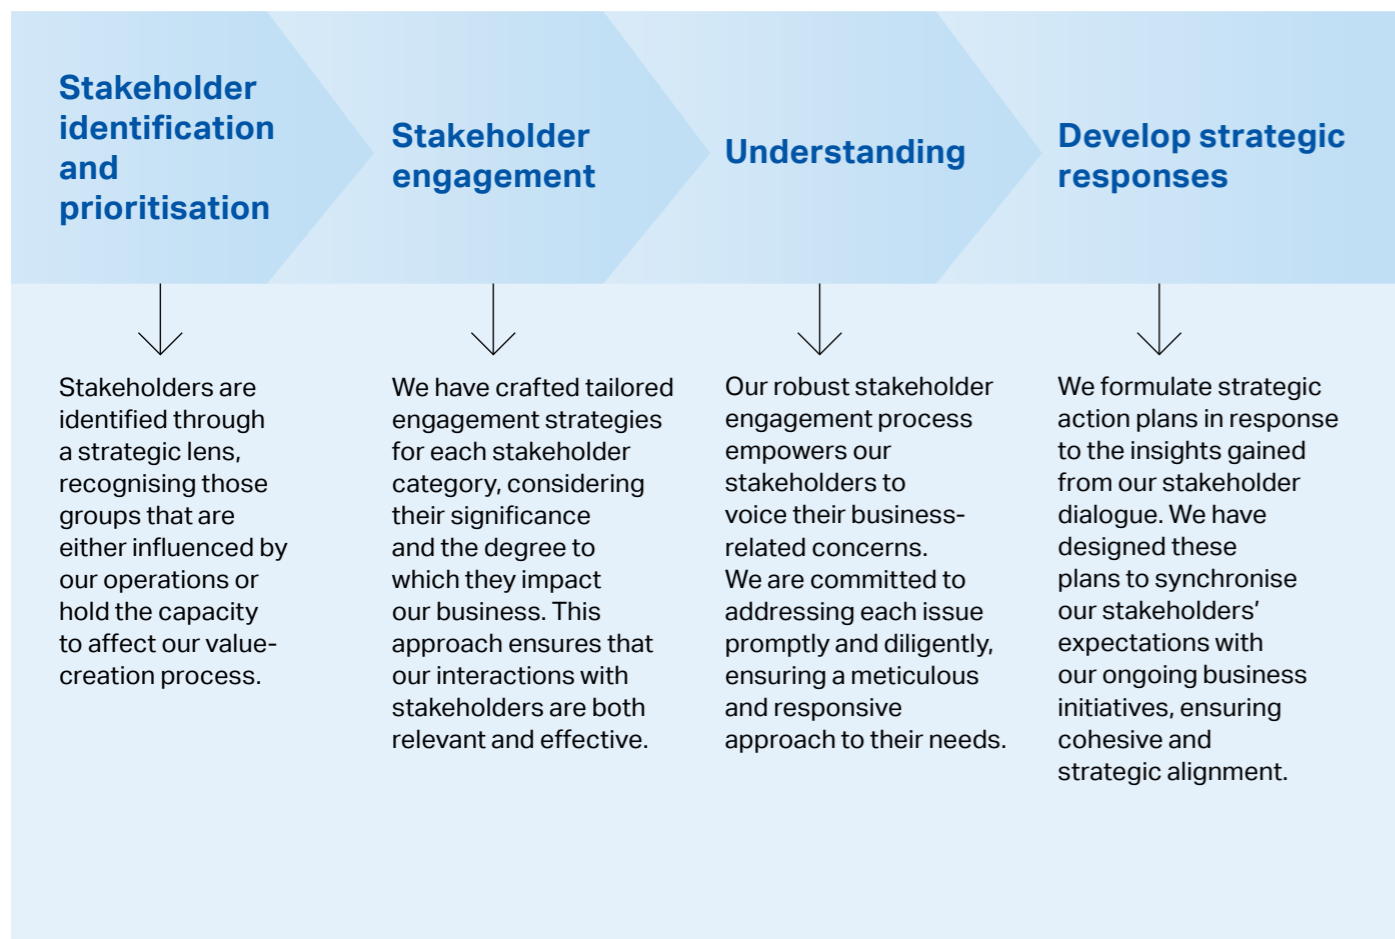 Stakeholder
identification
and
prioritisation
Stakeholders are
identified through
a strategic lens,
recognising those
groups that are
either influenced by
our operations or
hold the capacity
to affect our value-
creation process.
Stakeholder
engagement
We have crafted tailored
engagement strategies
for each stakeholder
category, considering
their significance
and the degree to
which they impact
our business. This
approach ensures that
our interactions with
stakeholders are both
relevant and effective.
Understanding
Our robust stakeholder
engagement process
empowers our
stakeholders to
voice their business-
related concerns.
We are committed to
addressing each issue
promptly and diligently,
ensuring a meticulous
and responsive
approach to their needs.
Develop strategic
responses
We formulate strategic
action plans in response
to the insights gained
from our stakeholder
dialogue. We have
designed these
plans to synchronise
our stakeholders’
expectations with
our ongoing business
initiatives, ensuring
cohesive and
strategic alignment.